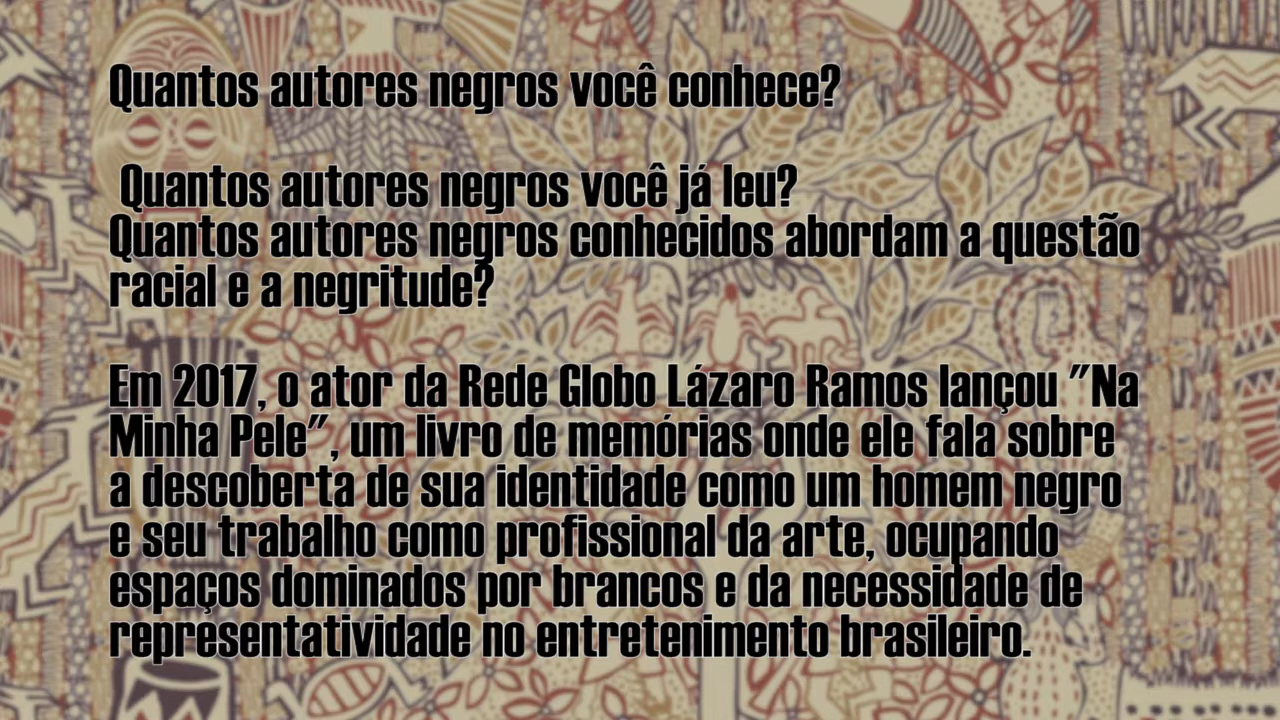 Quantos autores negros você conhece?
Quantos autores negros você já leu?
Quantos autores negros conhecidos abordam a questão
racial e a negritude?
Em 2017, o ator da Rede Globo Lázaro Ramos lançou "Na
Minha Pele", um livro de memórias onde ele fala sobre
a descoberta de sua identidade como um homem negro
e seu trabalho como profissional da arte, ocupando
espaços dominados por brancos e da necessidade de
representatividade no entretenimento brasileiro.